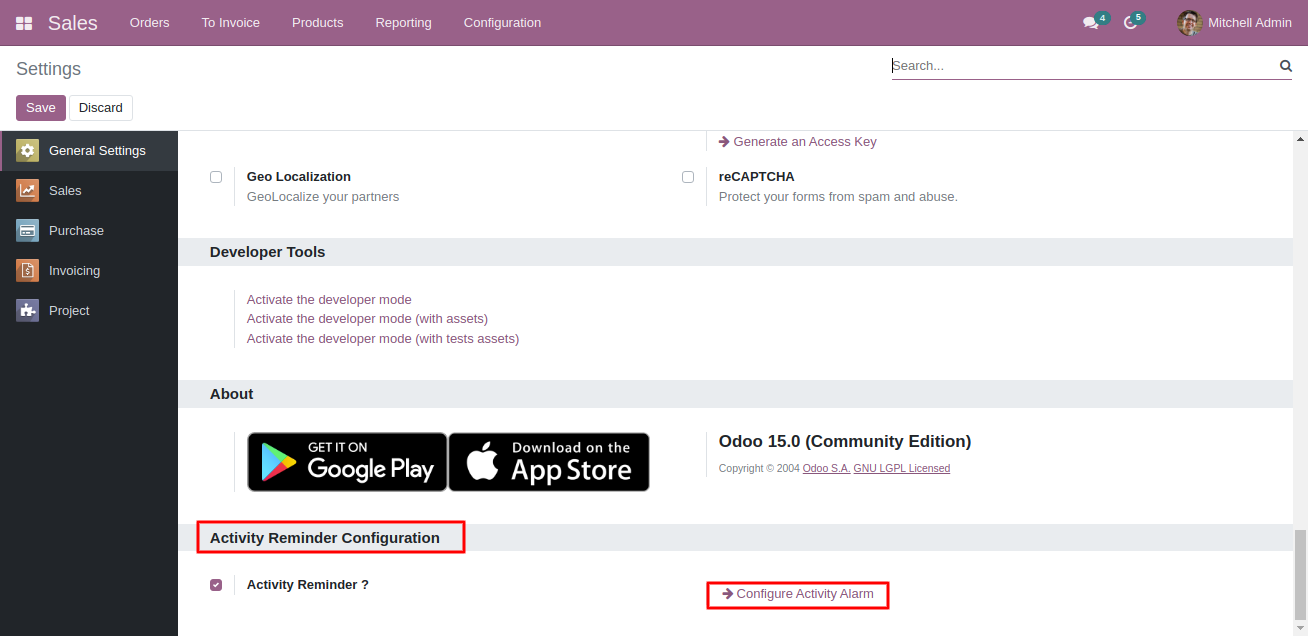 Sales Orders To Invoice Products Reporting Configuration 4 5 Mitchell Admin
Settings
Search...
Save Discard
General Settings
Sales
Purchase
Invoicing
Project
Generate an Access Key
Geo Localization
GeoLocalize your partners
reCAPTCHA
Protect your forms from spam and abuse.
Developer Tools
Activate the developer mode
Activate the developer mode (with assets)
Activate the developer mode (with tests assets)
About
GET IT ON
Google Play
Download on the
App Store
Odoo 15.0 (Community Edition)
Copyright © 2004 Odoo S.A. GNU LGPL Licensed
Activity Reminder Configuration
Activity Reminder ?
Configure Activity Alarm